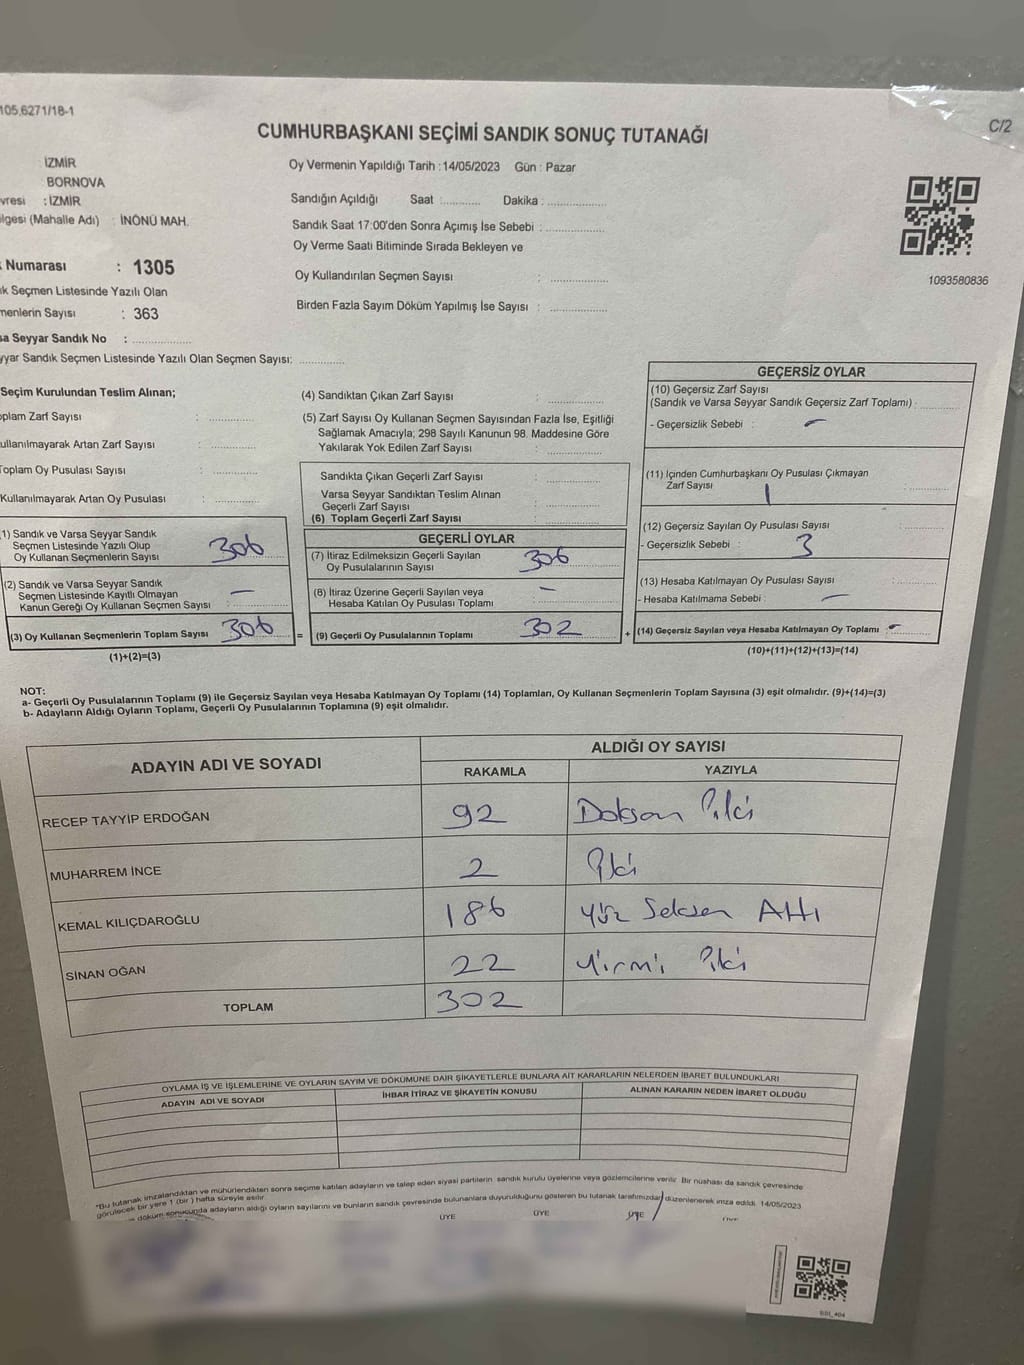 105,6271/18-1
C/2
CUMHURBAŞKANI SEÇİMİ SANDIK SONUÇ TUTANAĞI
: İZMİR
: BORNOVA
: İZMİR
(Mahalle Adı) : İNÖNÜ MAH.
Numarası : 1305
Seçmen Listesinde Yazılı Olan
Sayısı : 363
Seyyar Sandık No : ..............
Sandık Seçmen Listesinde Yazılı Olan Seçmen Sayısı: ..............
Oy Vermenin Yapıldığı Tarih : 14/05/2023 Gün : Pazar
Sandığın Açıldığı Saat :............ Dakika : ..............
Sandık Saat 17:00'den Sonra Açımış İse Sebebi : ..............
Oy Verme Saati Bitiminde Sırada Bekleyen ve
Oy Kullandırılan Seçmen Sayısı : ..............
Birden Fazla Sayım Döküm Yapılmış İse Sayısı : ..............
1093580836
Seçim Kurulundan Teslim Alınan;
Zarf Sayısı : ..............
Artan Zarf Sayısı : ..............
Toplam Oy Pusulası Sayısı : ..............
Kullanılmayarak Artan Oy Pusulası : ..............
(4) Sandıktan Çıkan Zarf Sayısı : ..............
(5) Zarf Sayısı Oy Kullanan Seçmen Sayısından Fazla İse, Eşitliği
Sağlamak Amacıyla; 298 Sayılı Kanunun 98. Maddesine Göre
Yakılarak Yok Edilen Zarf Sayısı : ..............
Sandıkta Çıkan Geçerli Zarf Sayısı : ..............
Varsa Seyyar Sandıktan Teslim Alınan
Geçerli Zarf Sayısı : ..............
(6) Toplam Geçerli Zarf Sayısı : ..............
1) Sandık ve Varsa Seyyar Sandık
Seçmen Listesinde Yazılı Olup
Oy Kullanan Seçmenlerin Sayısı 306
(2) Sandık ve Varsa Seyyar Sandık
Seçmen Listesinde Kayıtlı Olmayan
Kanun Gereği Oy Kullanan Seçmen Sayısı : —
(3) Oy Kullanan Seçmenlerin Toplam Sayısı 306 =
(1)+(2)=(3)
GEÇERLİ OYLAR
(7) İtiraz Edilmeksizin Geçerli Sayılan
Oy Pusulalarının Sayısı 306
(8) İtiraz Üzerine Geçerli Sayılan veya
Hesaba Katılan Oy Pusulası Toplamı —
(9) Geçerli Oy Pusulalarının Toplamı 302 +
GEÇERSİZ OYLAR
(10) Geçersiz Zarf Sayısı
(Sandık ve Varsa Seyyar Sandık Geçersiz Zarf Toplamı) : ..............
- Geçersizlik Sebebi : —
(11) İçinden Cumhurbaşkanı Oy Pusulası Çıkmayan
Zarf Sayısı 1
(12) Geçersiz Sayılan Oy Pusulası Sayısı : ..............
- Geçersizlik Sebebi : 3
(13) Hesaba Katılmayan Oy Pusulası Sayısı : ..............
- Hesaba Katılmama Sebebi : —
(14) Geçersiz Sayılan veya Hesaba Katılmayan Oy Toplamı —
(10)+(11)+(12)+(13)=(14)
NOT:
a- Geçerli Oy Pusulalarının Toplamı (9) ile Geçersiz Sayılan veya Hesaba Katılmayan Oy Toplamı (14) Toplamları, Oy Kullanan Seçmenlerin Toplam Sayısına (3) eşit olmalıdır. (9)+(14)=(3)
b- Adayların Aldığı Oyların Toplamı, Geçerli Oy Pusulalarının Toplamına (9) eşit olmalıdır.
ADAYIN ADI VE SOYADI
ALDIĞI OY SAYISI
RAKAMLA YAZIYLA
RECEP TAYYİP ERDOĞAN 92 Doksan İki
MUHARREM İNCE 2 İki
KEMAL KILIÇDAROĞLU 186 Yüz Seksen Altı
SİNAN OĞAN 22 Yirmi İki
TOPLAM 302
OYLAMA İŞ VE İŞLEMLERİNE VE OYLARIN SAYIM VE DÖKÜMÜNE DAİR ŞİKAYETLERLE BUNLARA AİT KARARLARIN NELERDEN İBARET BULUNDUKLARI
ADAYIN ADI VE SOYADI İHBAR İTİRAZ VE ŞİKAYETİN KONUSU ALINAN KARARIN NEDEN İBARET OLDUĞU
"Bu tutanak imzalandıktan ve mühürlendikten sonra seçime katılan adayların ve talep eden siyasi partilerin sandık kurulu üyelerine veya gözlemcilerine verilir. Bir nüshası da sandık çevresinde
görülecek bir yere 1 (bir) hafta süreyle asılır.
döküm sonucunda adayların aldığı oyların sayılarını ve bunların sandık çevresinde bulunanlara duyurulduğunu gösteren bu tutanak tarafımızdan düzenlenerek imza edildi. 14/05/2023
ÜYE ÜYE ÜYE ÜYE